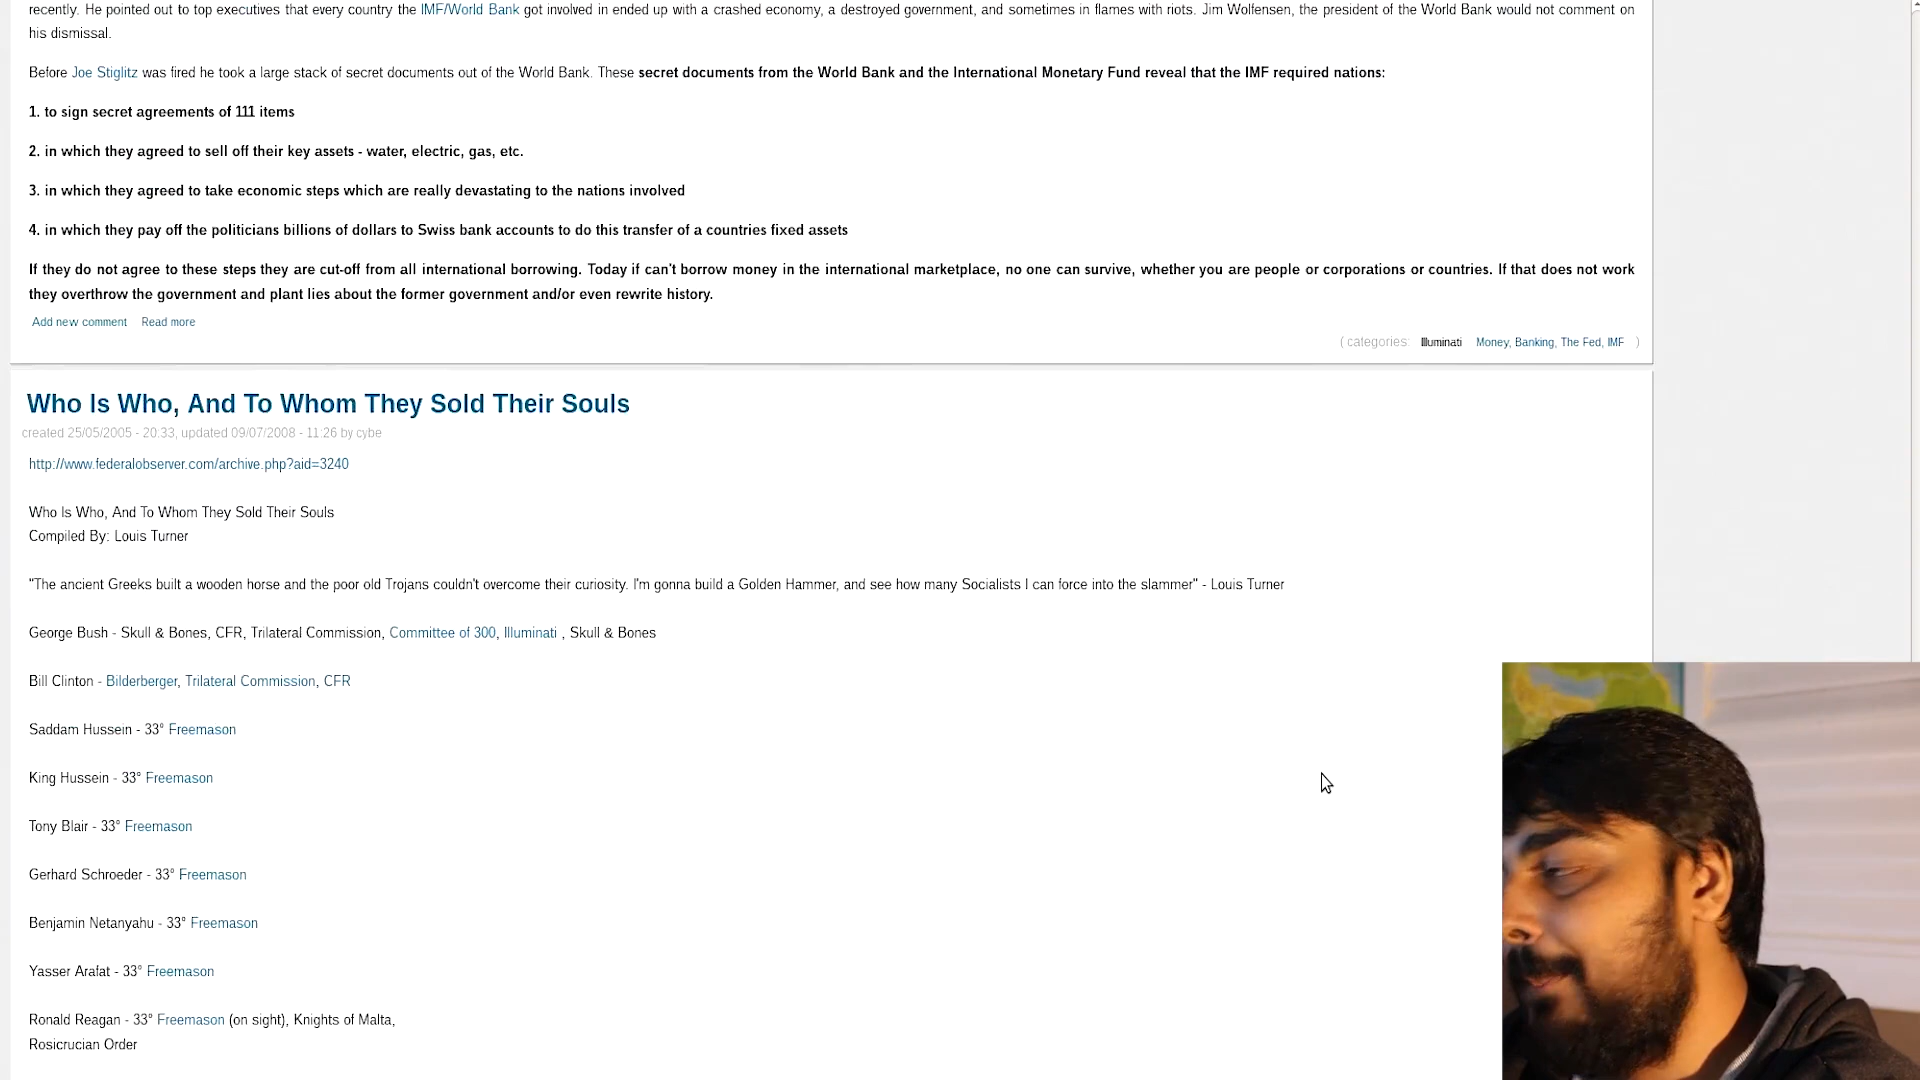 recently. He pointed out to top executives that every country the IMF/World Bank got involved in ended up with a crashed economy, a destroyed government, and sometimes in flames with riots. Jim Wolfensen, the president of the World Bank would not comment on
his dismissal.
Before Joe Stiglitz was fired he took a large stack of secret documents out of the World Bank. These secret documents from the World Bank and the International Monetary Fund reveal that the IMF required nations:
1. to sign secret agreements of 111 items
2. in which they agreed to sell off their key assets - water, electric, gas, etc.
3. in which they agreed to take economic steps which are really devastating to the nations involved
4. in which they pay off the politicians billions of dollars to Swiss bank accounts to do this transfer of a countries fixed assets
If they do not agree to these steps they are cut-off from all international borrowing. Today if can't borrow money in the international marketplace, no one can survive, whether you are people or corporations or countries. If that does not work
they overthrow the government and plant lies about the former government and/or even rewrite history.
Add new comment Read more
( categories: Illuminati Money, Banking, The Fed, IMF )
Who Is Who, And To Whom They Sold Their Souls
created 25/05/2005 - 20:33, updated 09/07/2008 - 11:26 by cybe
http://www.federalobserver.com/archive.php?aid=3240
Who Is Who, And To Whom They Sold Their Souls
Compiled By: Louis Turner
"The ancient Greeks built a wooden horse and the poor old Trojans couldn't overcome their curiosity. I'm gonna build a Golden Hammer, and see how many Socialists I can force into the slammer" - Louis Turner
George Bush - Skull & Bones, CFR, Trilateral Commission, Committee of 300, Illuminati , Skull & Bones
Bill Clinton - Bilderberger, Trilateral Commission, CFR
Saddam Hussein - 33° Freemason
King Hussein - 33° Freemason
Tony Blair - 33° Freemason
Gerhard Schroeder - 33° Freemason
Benjamin Netanyahu - 33° Freemason
Yasser Arafat - 33° Freemason
Ronald Reagan - 33° Freemason (on sight), Knights of Malta,
Rosicrucian Order